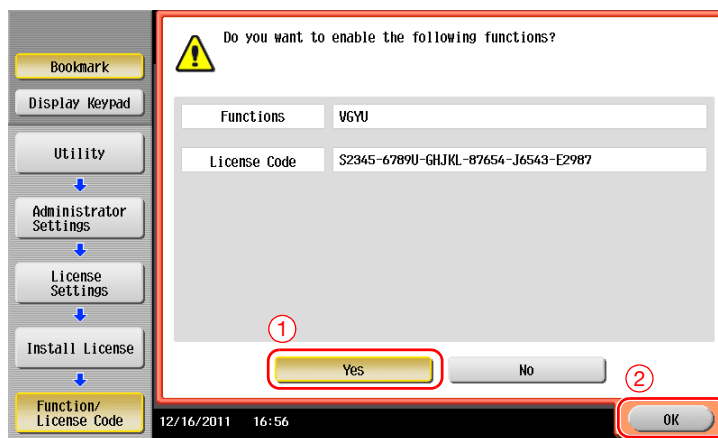 Bookmark
Display Keypad
Utility
Administrator
Settings
License
Settings
Install License
Function/
License Code
Do you want to enable the following functions?
Functions
VGYU
License Code
S2345-6789U-GHJKL-87654-J6543-E2987
1
Yes
No
2
12/16/2011 16:56
OK